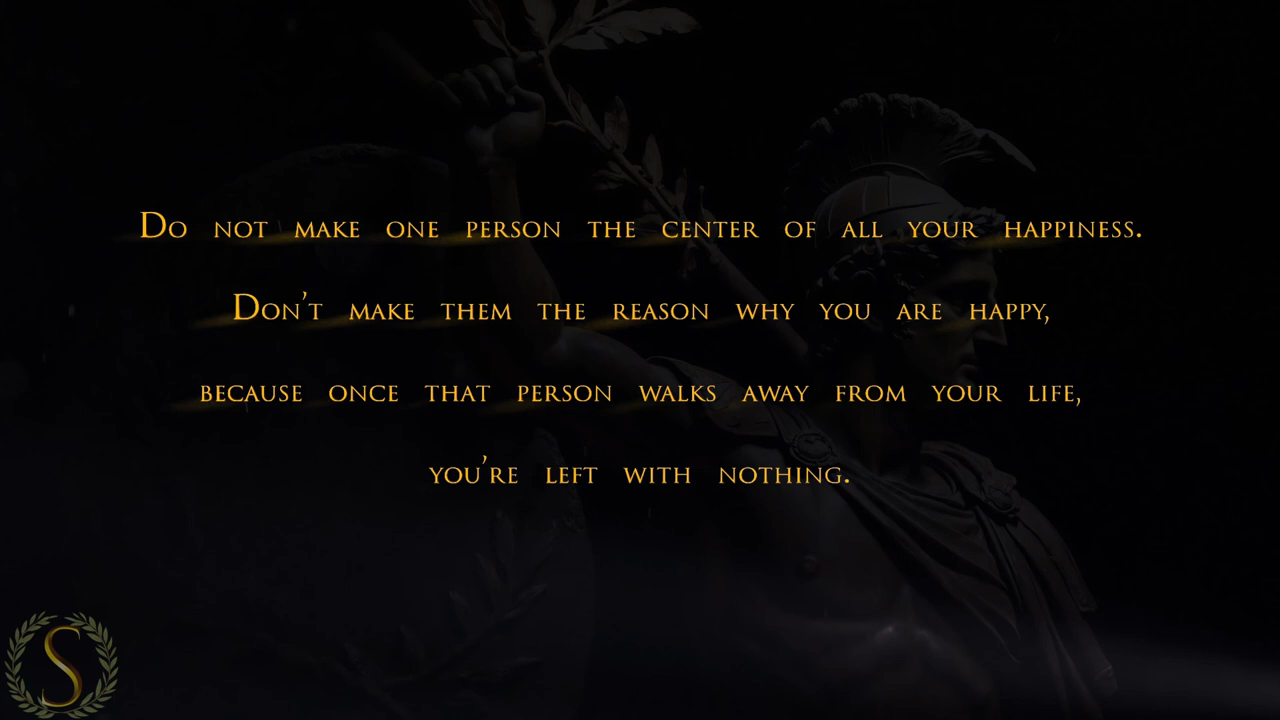 Do not make one person the center of all your happiness.
Don't make them the reason why you are happy,
because once that person walks away from your life,
you're left with nothing.
S